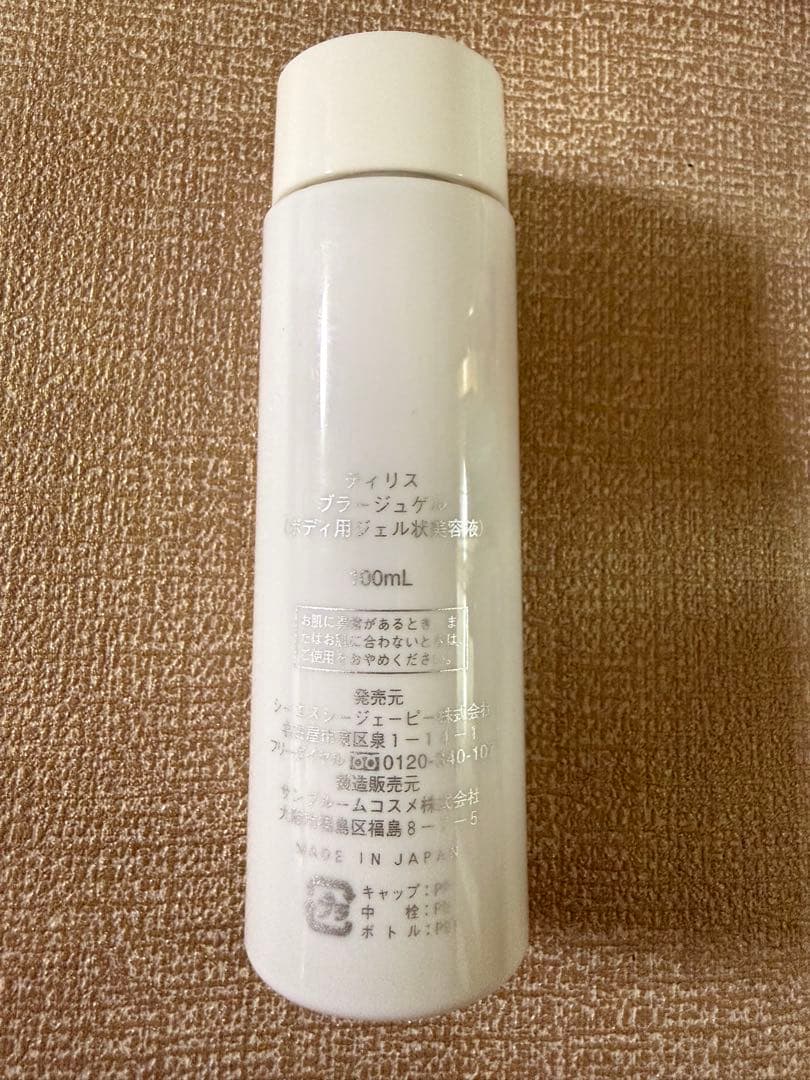 ディリス
ブラージュゲル
(ボディ用ジェル状美容液)
100mL
お肌に異常があるとき、ま
たはお肌に合わないときは、
ご使用をおやめください。
発売元
シーエスシージェーピー株式会社
名古屋市東区泉1-1
フリーダイヤル 0120-340-107
製造販売元
サンブルームコスメ株式会社
大阪市福島区福島8-
MADE IN JAPAN
プラ
キャップ:
中 栓:
ボトル: